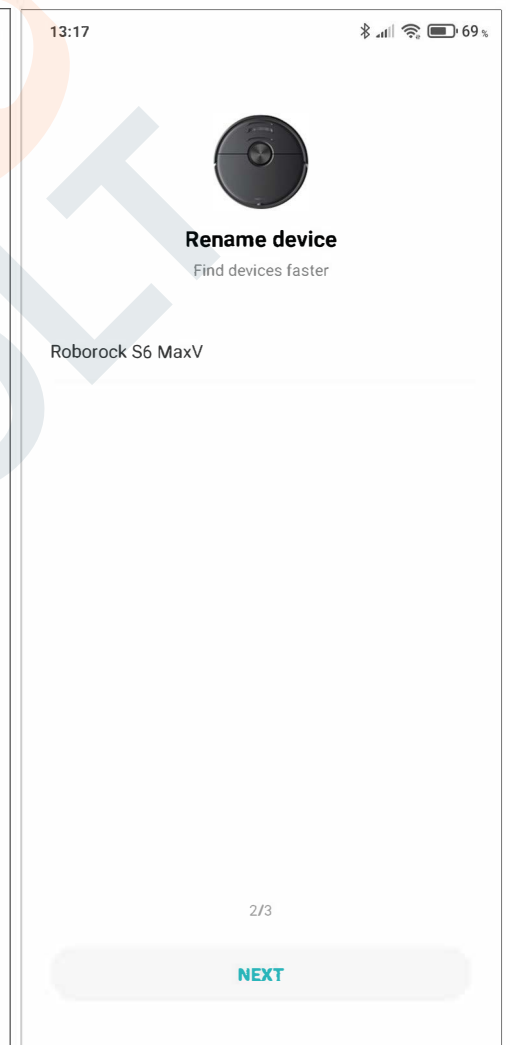 13:17
69 %
Rename device
Find devices faster
Roborock S6 MaxV
2/3
NEXT